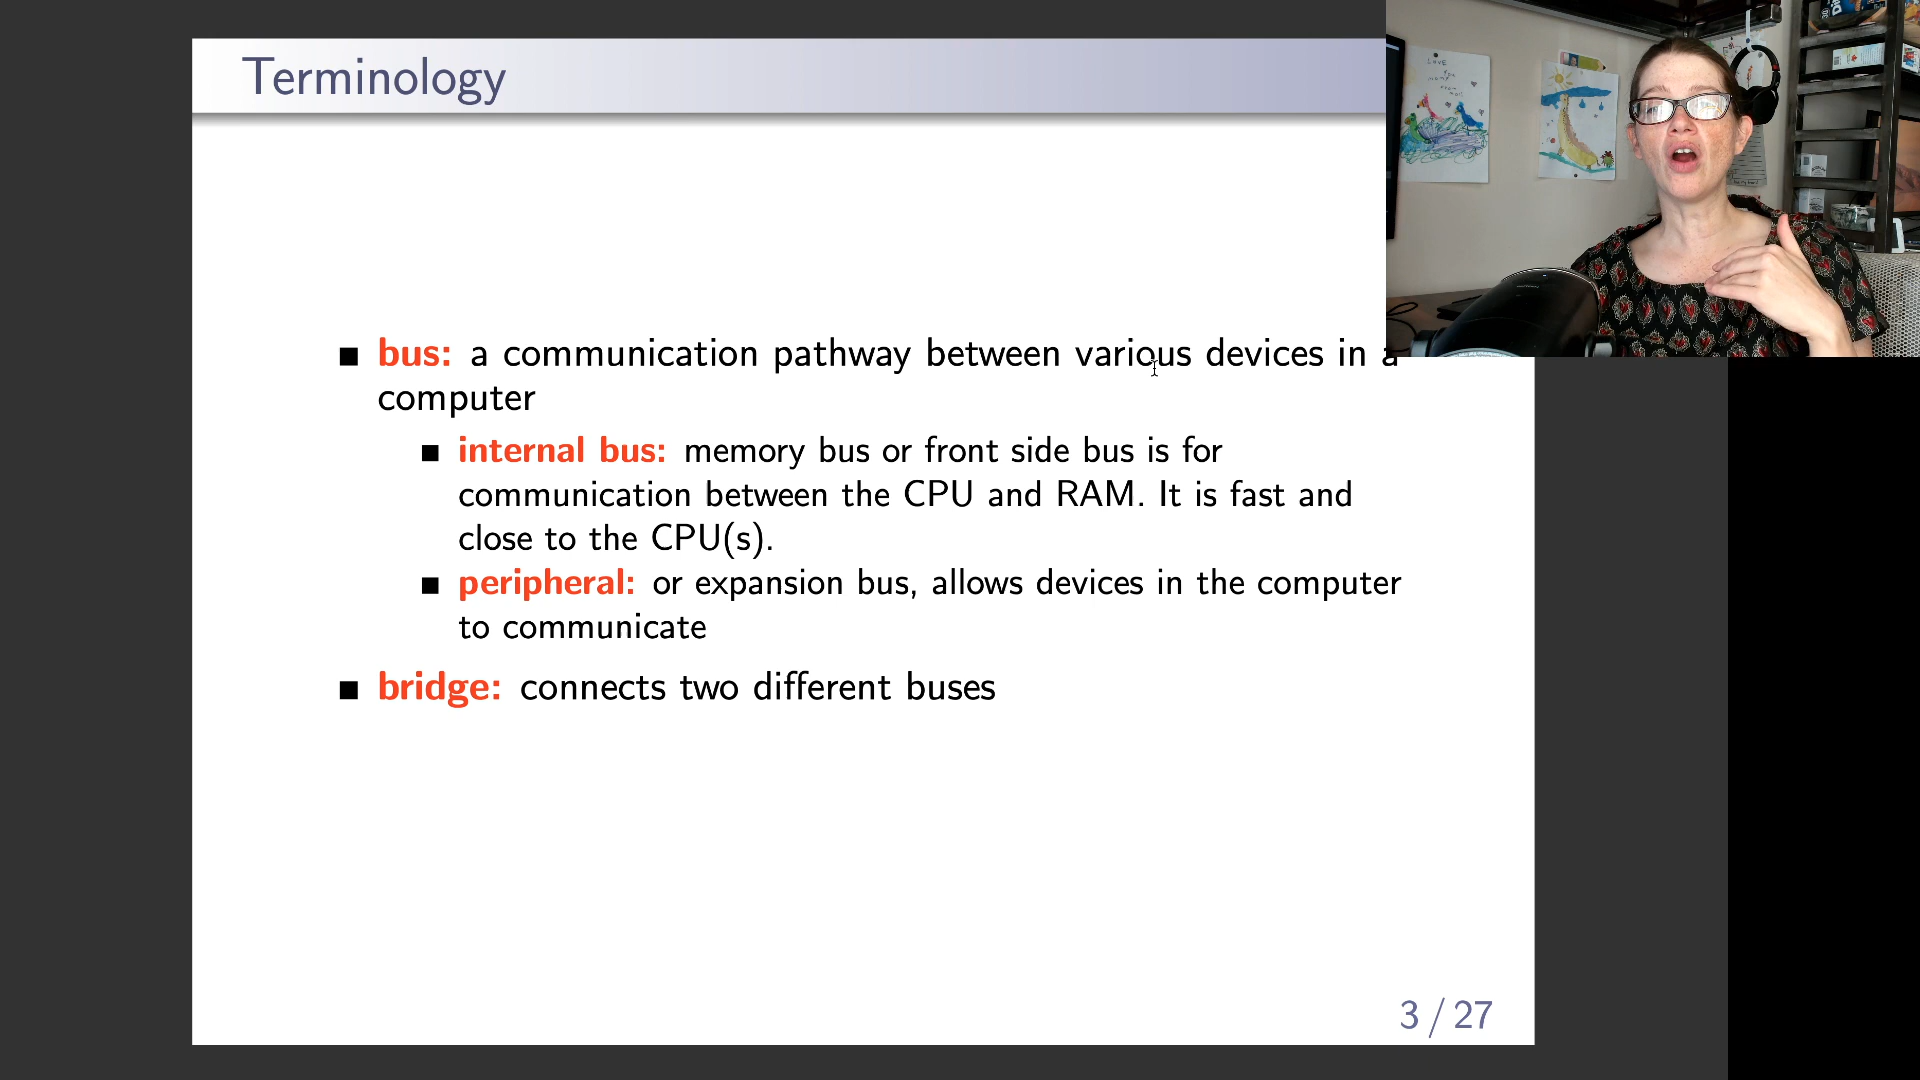 Terminology
■ bus: a communication pathway between various devices in a
computer
■ internal bus: memory bus or front side bus is for
communication between the CPU and RAM. It is fast and
close to the CPU(s).
■ peripheral: or expansion bus, allows devices in the computer
to communicate
■ bridge: connects two different buses
3 / 27
LOVE